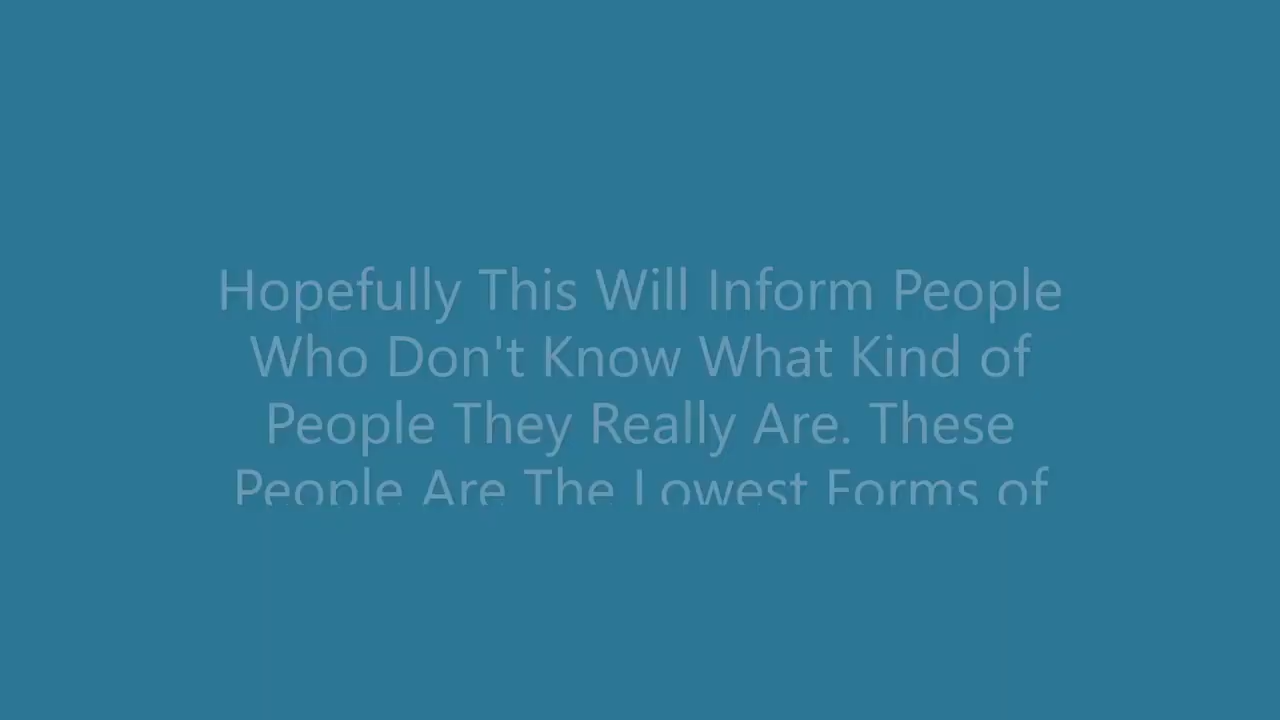 Hopefully This Will Inform People
Who Don't Know What Kind of
People They Really Are. These
People Are The Lowest Forms of